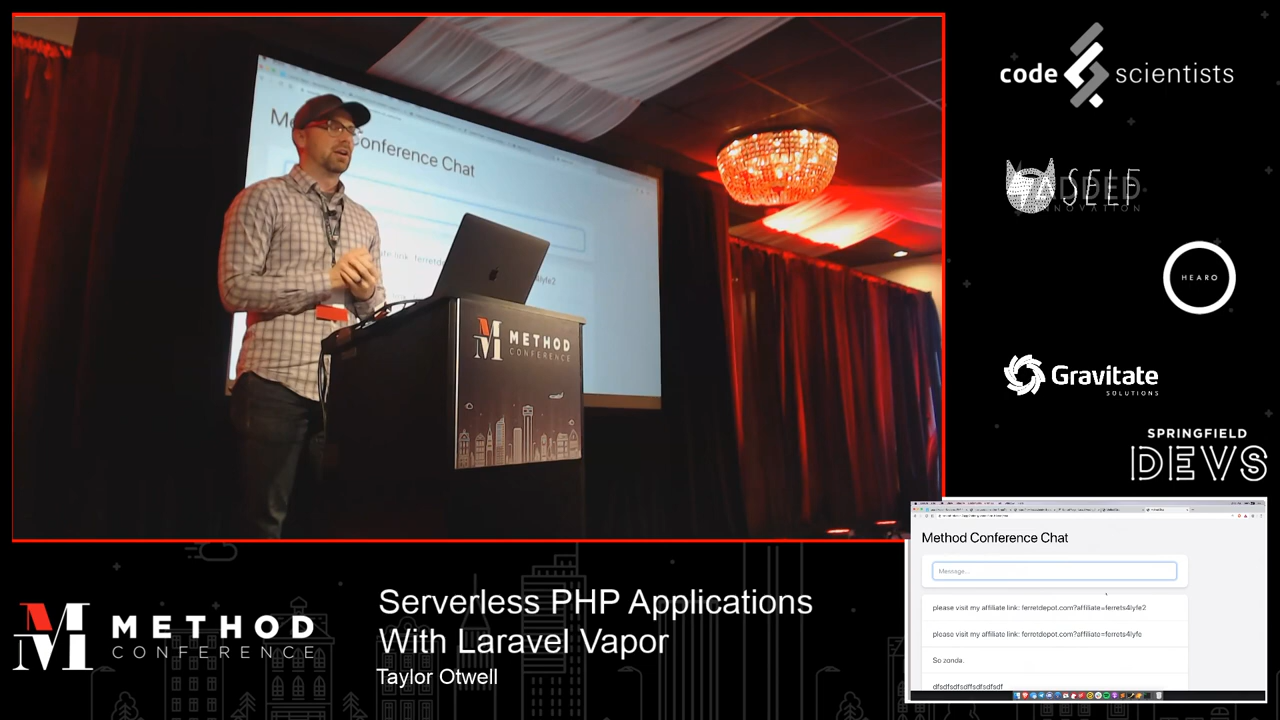 Me Conference Chat
METHOD
CONFERENCE
code scientists
SELF
HEARO
Gravitate
SOLUTIONS
SPRINGFIELD
DEVS
METHOD
CONFERENCE
Serverless PHP Applications
With Laravel Vapor
Taylor Otwell
Method Conference Chat
Message...
please visit my affiliate link: ferretdepot.com?affiliate=ferrets4lyfe2
please visit my affiliate link: ferretdepot.com?affiliate=ferrets4lyfe
So zonda.
dfsdfsdfsdffsdfsdfsdf